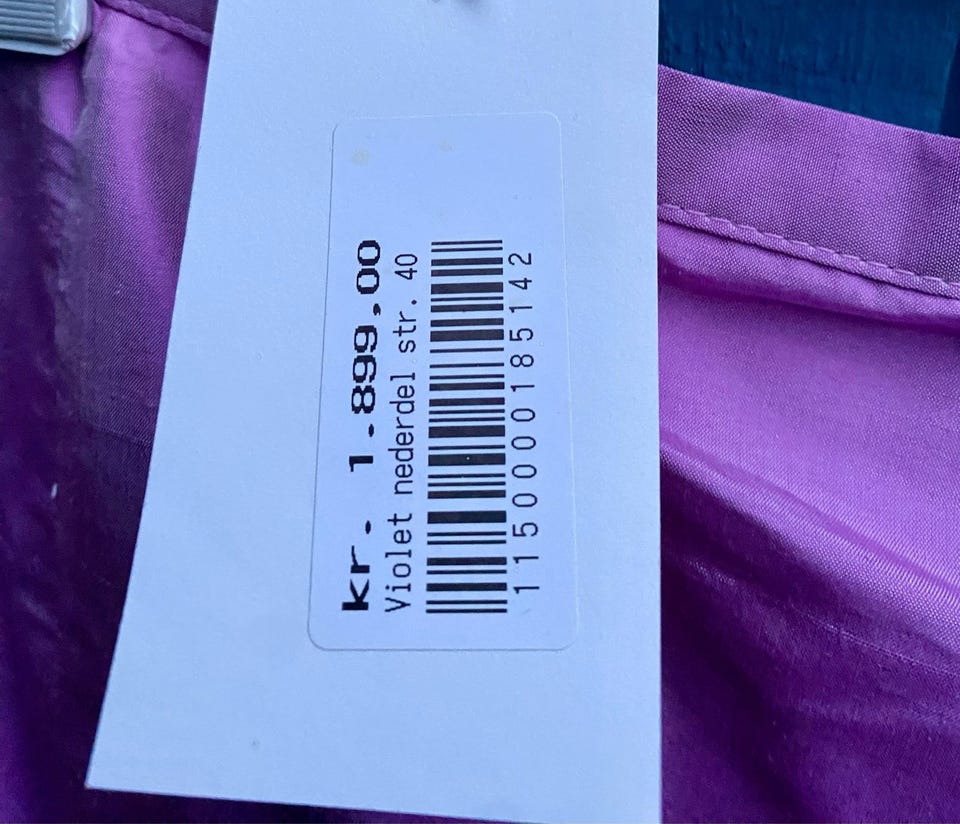 kr. 1.899,00
Violet nederdel str. 40
1150000185142